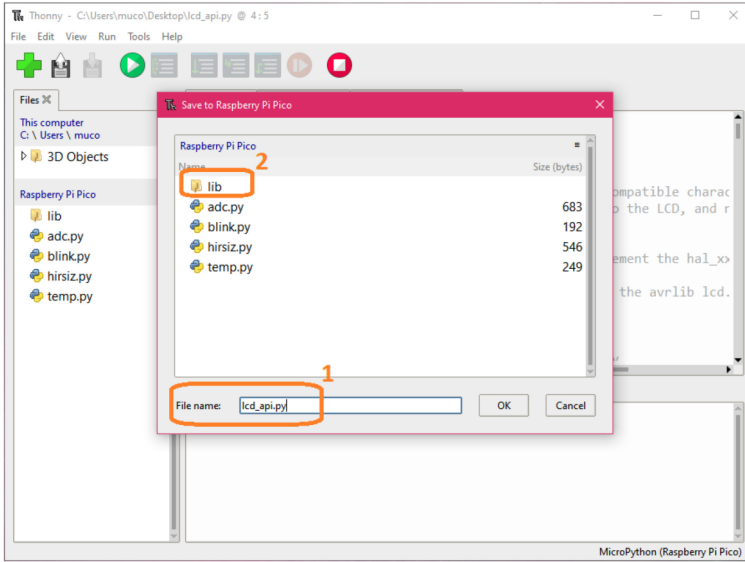 Thonny - C:\Users\muco\Desktop\lcd_api.py @ 4 : 5
File Edit View Run Tools Help
Files
This computer
C: \ Users \ muco
3D Objects
Raspberry Pi Pico
lib
adc.py
blink.py
hirsiz.py
temp.py
Save to Raspberry Pi Pico
Raspberry Pi Pico
Name
Size (bytes)
2
lib
adc.py 683
blink.py 192
hirsiz.py 546
temp.py 249
1
File name: lcd_api.py
OK Cancel
ompatible charac
o the LCD, and r
ement the hal_xx
the avrlib lcd.
MicroPython (Raspberry Pi Pico)